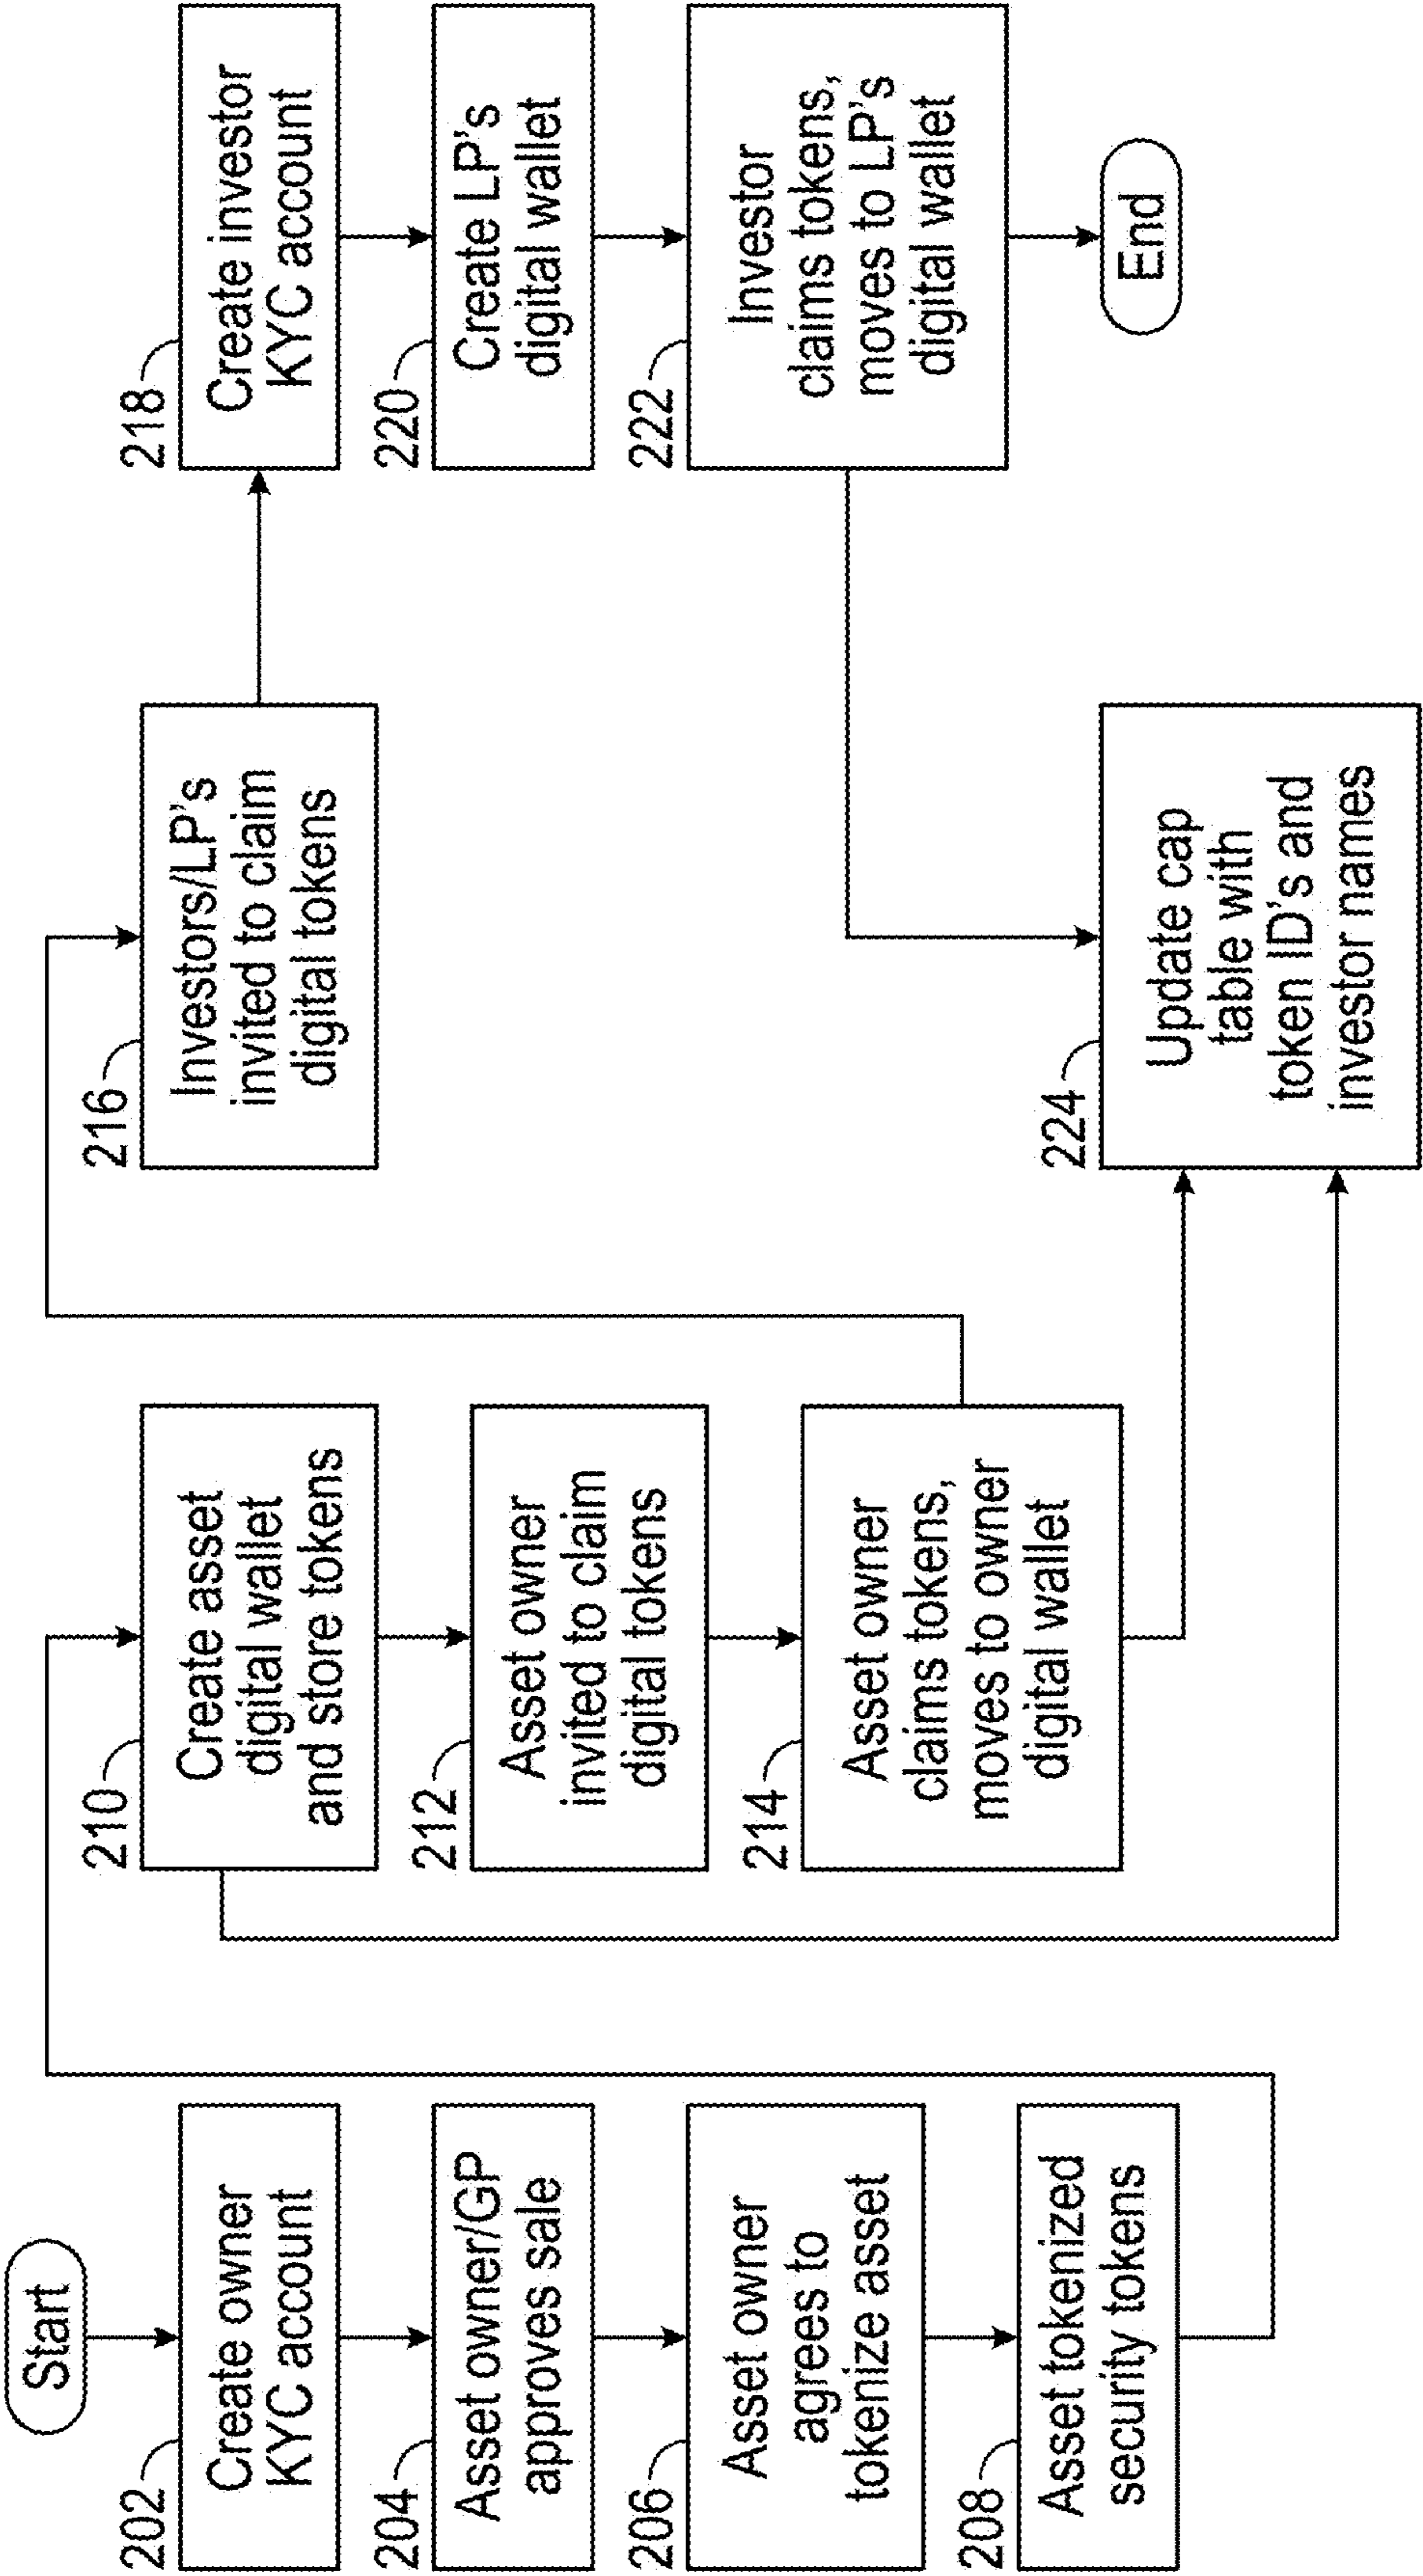 Start
202
Create owner
KYC account
204
Asset owner/GP
approves sale
206
Asset owner
agrees to
tokenize asset
208
Asset tokenized
security tokens
210
Create asset
digital wallet
and store tokens
212
Asset owner
invited to claim
digital tokens
214
Asset owner
claims tokens,
moves to owner
digital wallet
216
Investors/LP's
invited to claim
digital tokens
224
Update cap
table with
token ID's and
investor names
218
Create investor
KYC account
220
Create LP's
digital wallet
222
Investor
claims tokens,
moves to LP's
digital wallet
End